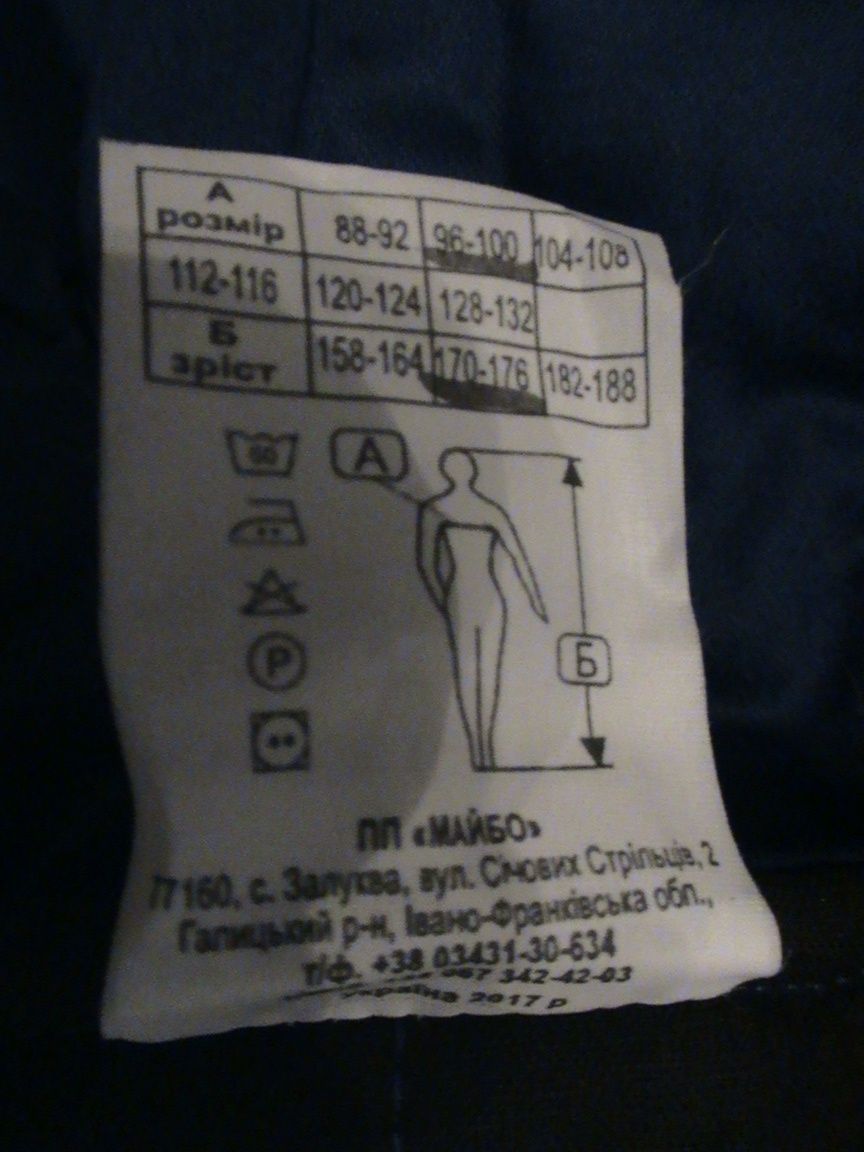 А
розмір 88-92 96-100 104-108
112-116 120-124 128-132
Б
зріст 158-164 170-176 182-188
60
А
P
Б
ПП «МАЙБО»
77160, с. Залуква, вул. Січових Стрільців, 2
Галицький р-н, Івано-Франківська обл.,
т/ф. +38 03431-30-634
067 342-42-03
Україна 2017 р